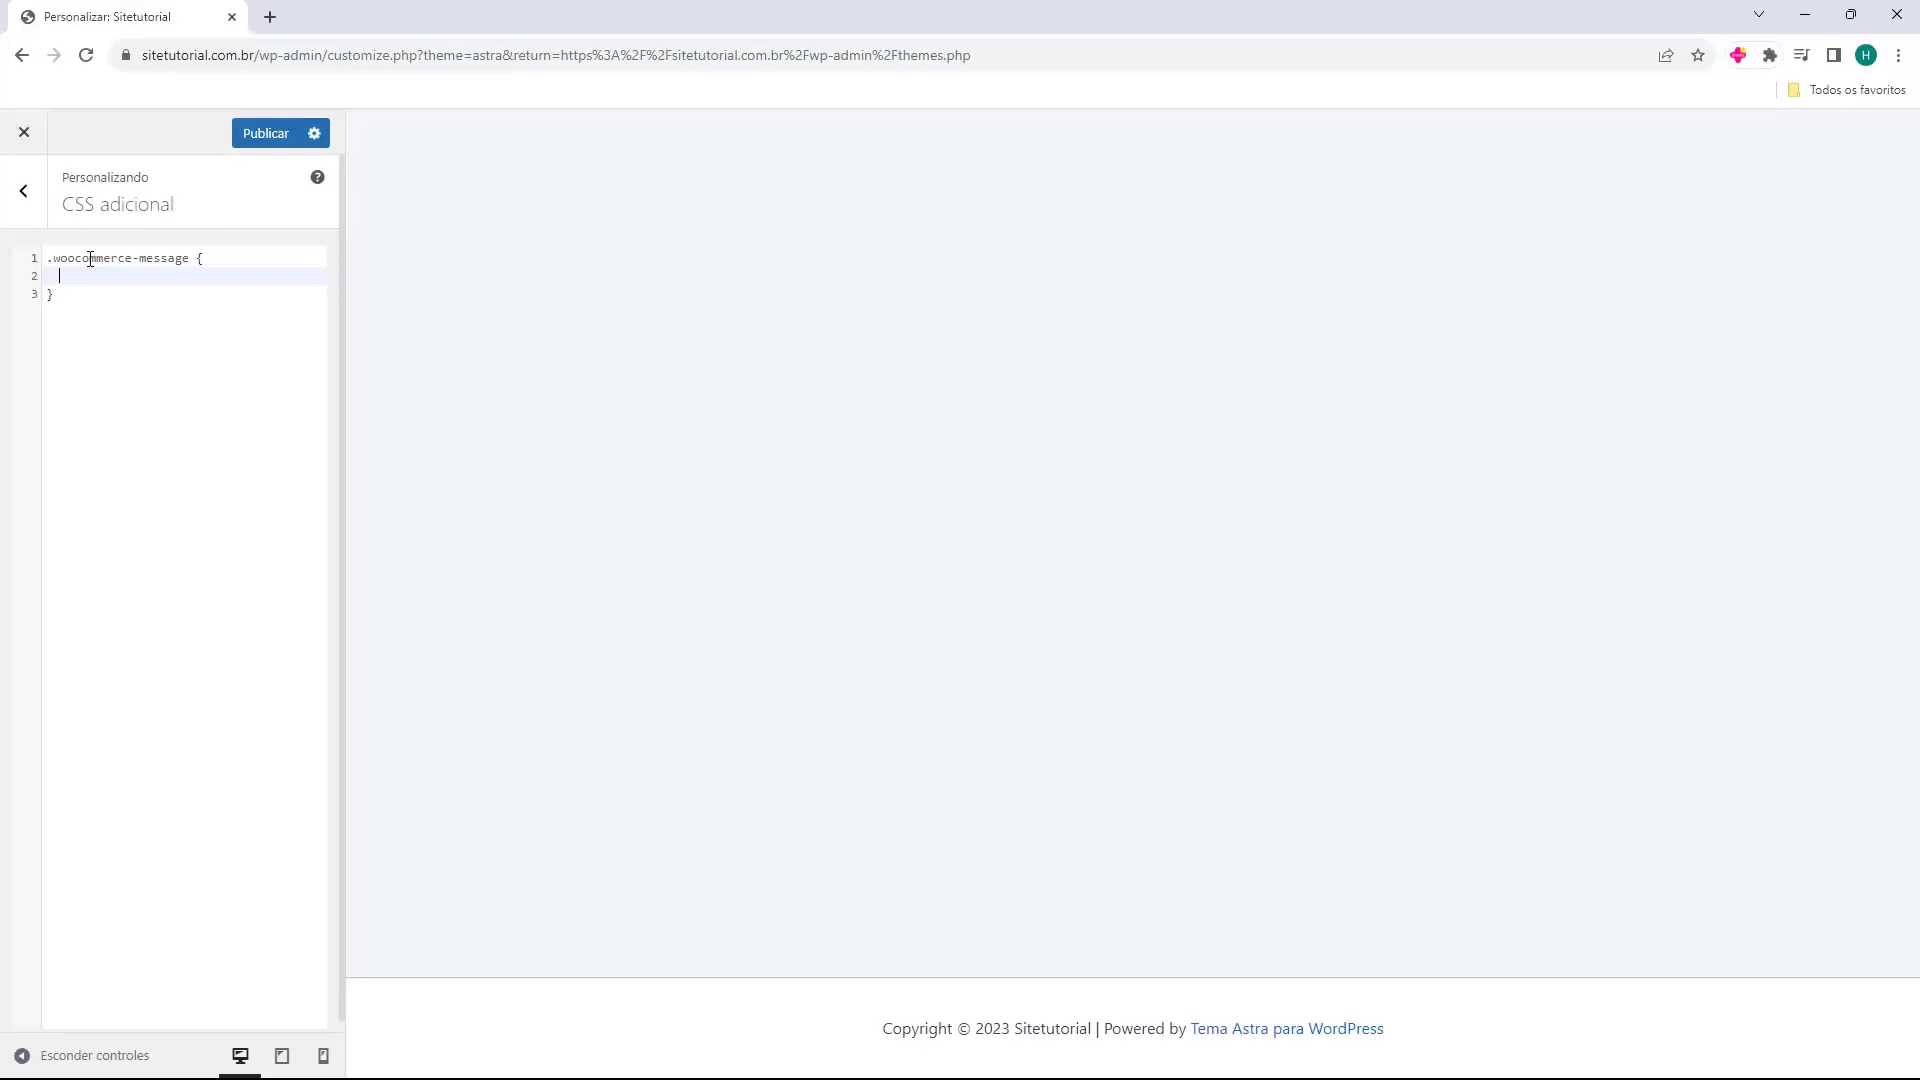 Personalizar: Sitetutorial
sitetutorial.com.br/wp-admin/customize.php?theme=astra&return=https%3A%2F%2Fsitetutorial.com.br%2Fwp-admin%2Fthemes.php
H
Todos os favoritos
Publicar
Personalizando
CSS adicional
1 .woocommerce-message {
2
3 }
Copyright © 2023 Sitetutorial | Powered by Tema Astra para WordPress
Esconder controles